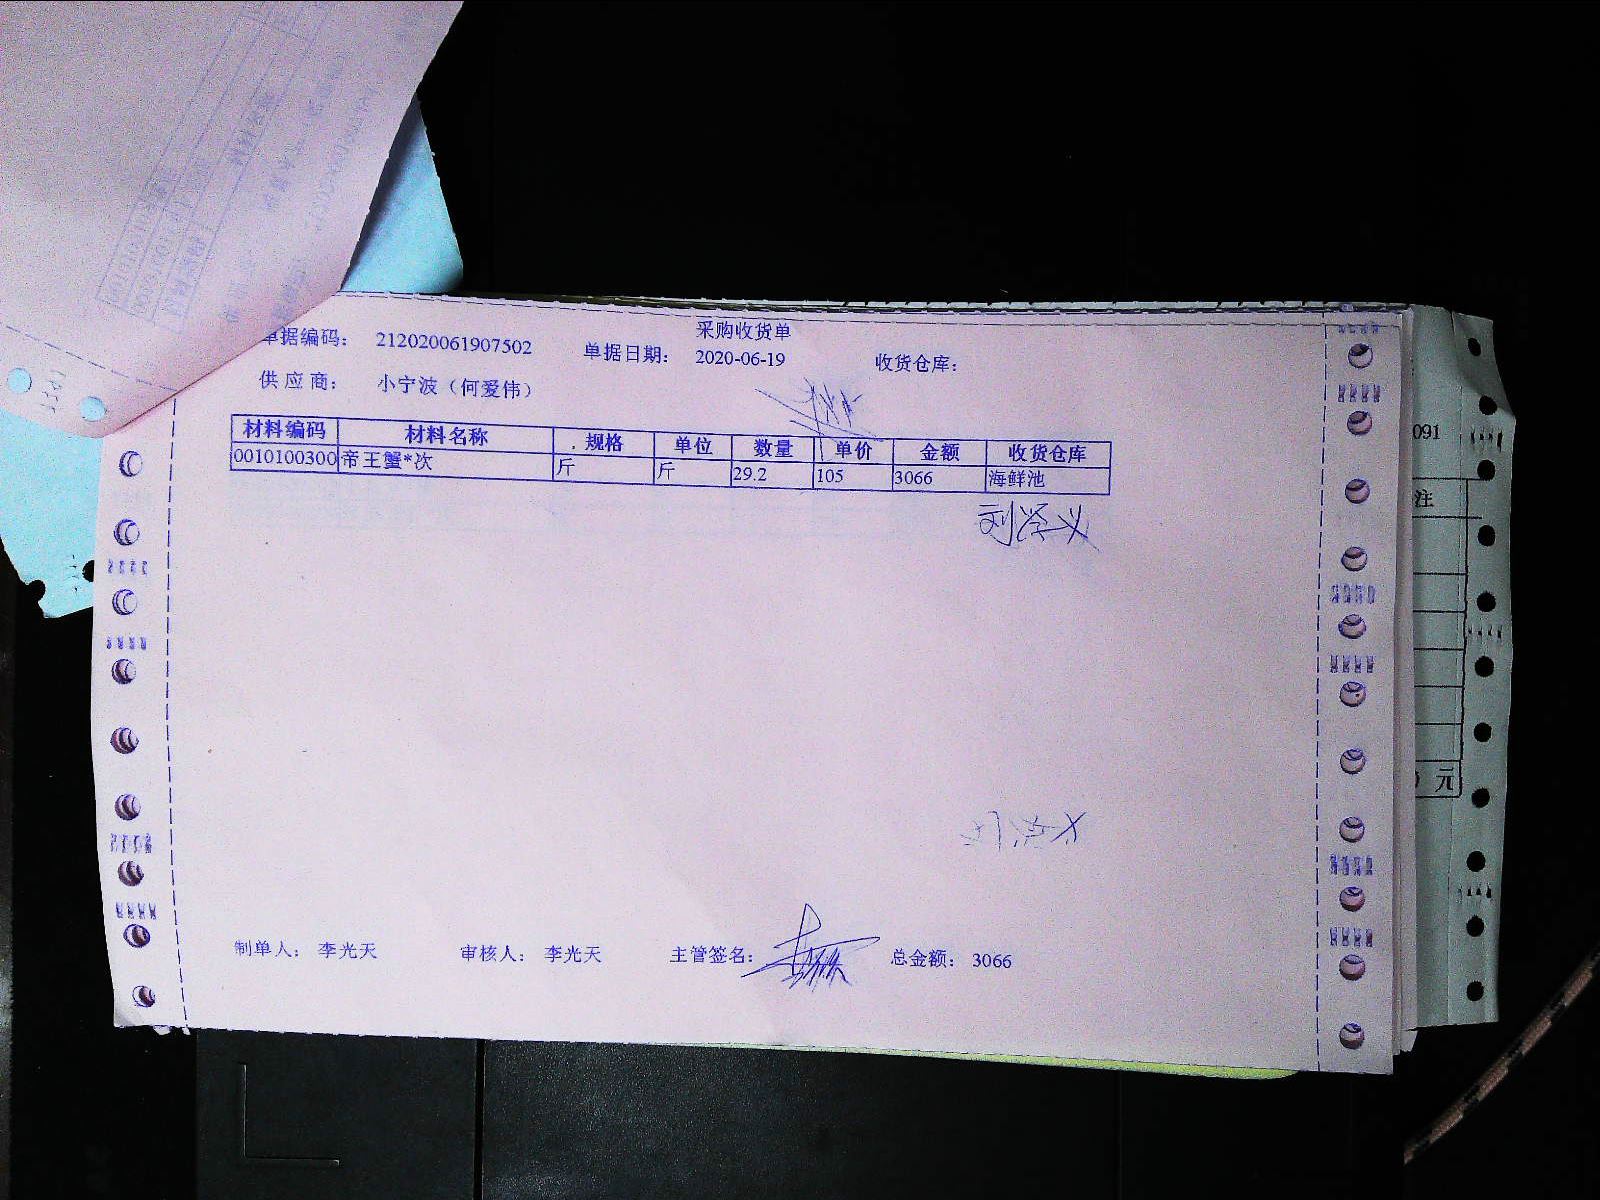 采购收货单
单据编码： 212020061907502 单据日期： 2020-06-19 收货仓库：
供 应 商： 小宁波（何爱伟）
材料编码 材料名称 规格 单位 数量 单价 金额 收货仓库
0010100300 帝王蟹*次 斤 斤 29.2 105 3066 海鲜池
制单人： 李光天 审核人： 李光天 主管签名： 总金额： 3066
091
注
元